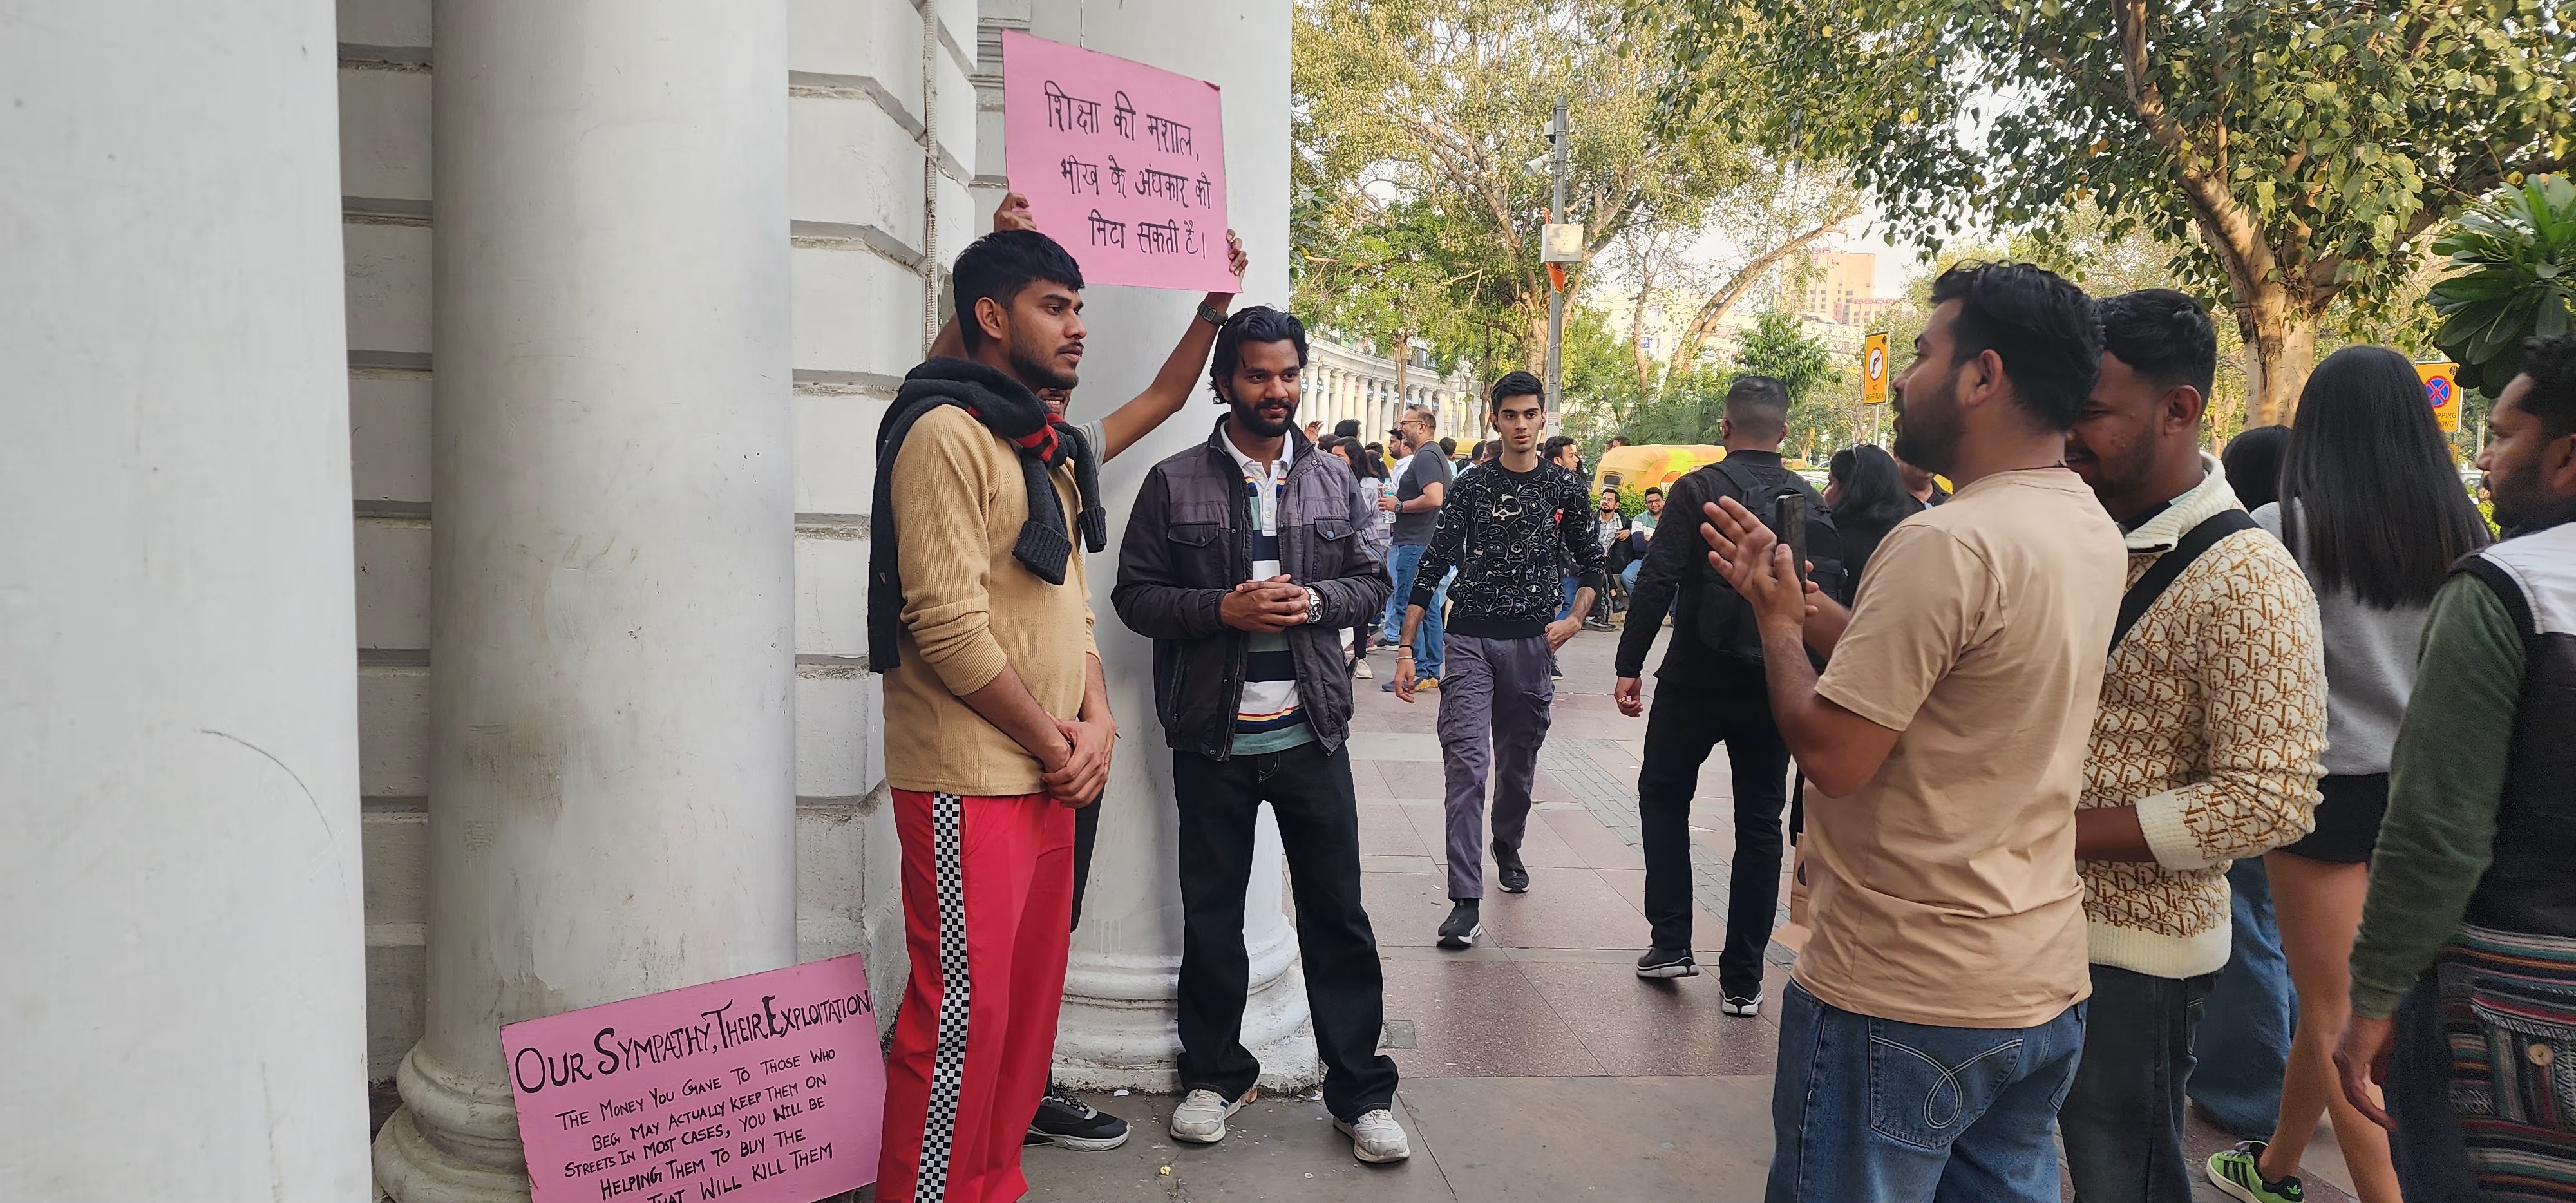 शिक्षा की मशाल,
भीख के अंधकार को
मिटा सकती है।
OUR SYMPATHY, THEIR EXPLOITATION
THE MONEY YOU GAVE TO THOSE WHO
BEG MAY ACTUALLY KEEP THEM ON
STREETS IN MOST CASES, YOU WILL BE
HELPING THEM TO BUY THE
THAT WILL KILL THEM